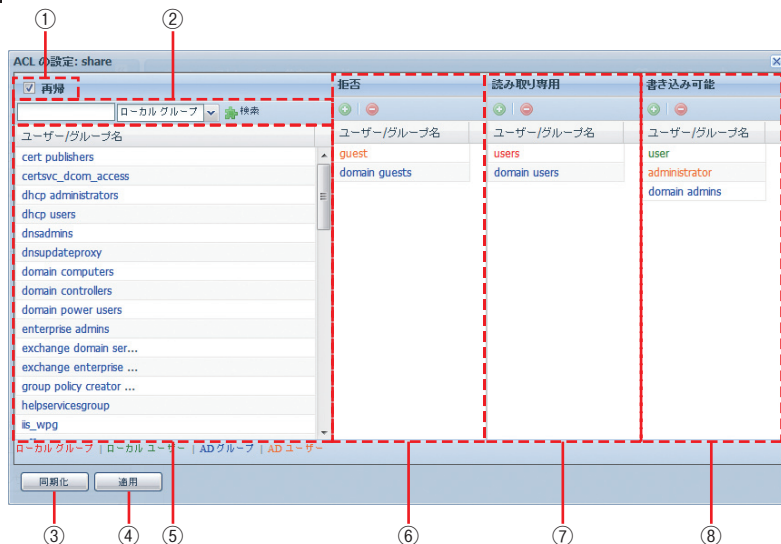 ① ②
ACL の設定: share
再帰
ローカル グループ 検索
ユーザー/グループ名
cert publishers
certsvc_dcom_access
dhcp administrators
dhcp users
dnsadmins
dnsupdateproxy
domain computers
domain controllers
domain power users
enterprise admins
exchange domain ser...
exchange enterprise ...
group policy creator ...
helpservicesgroup
iis_wpg
拒否
ユーザー/グループ名
guest
domain guests
読み取り専用
ユーザー/グループ名
users
domain users
書き込み可能
ユーザー/グループ名
user
administrator
domain admins
ローカル グループ | ローカル ユーザー | AD グループ | AD ユーザー
同期化 適用
③ ④ ⑤ ⑥ ⑦ ⑧